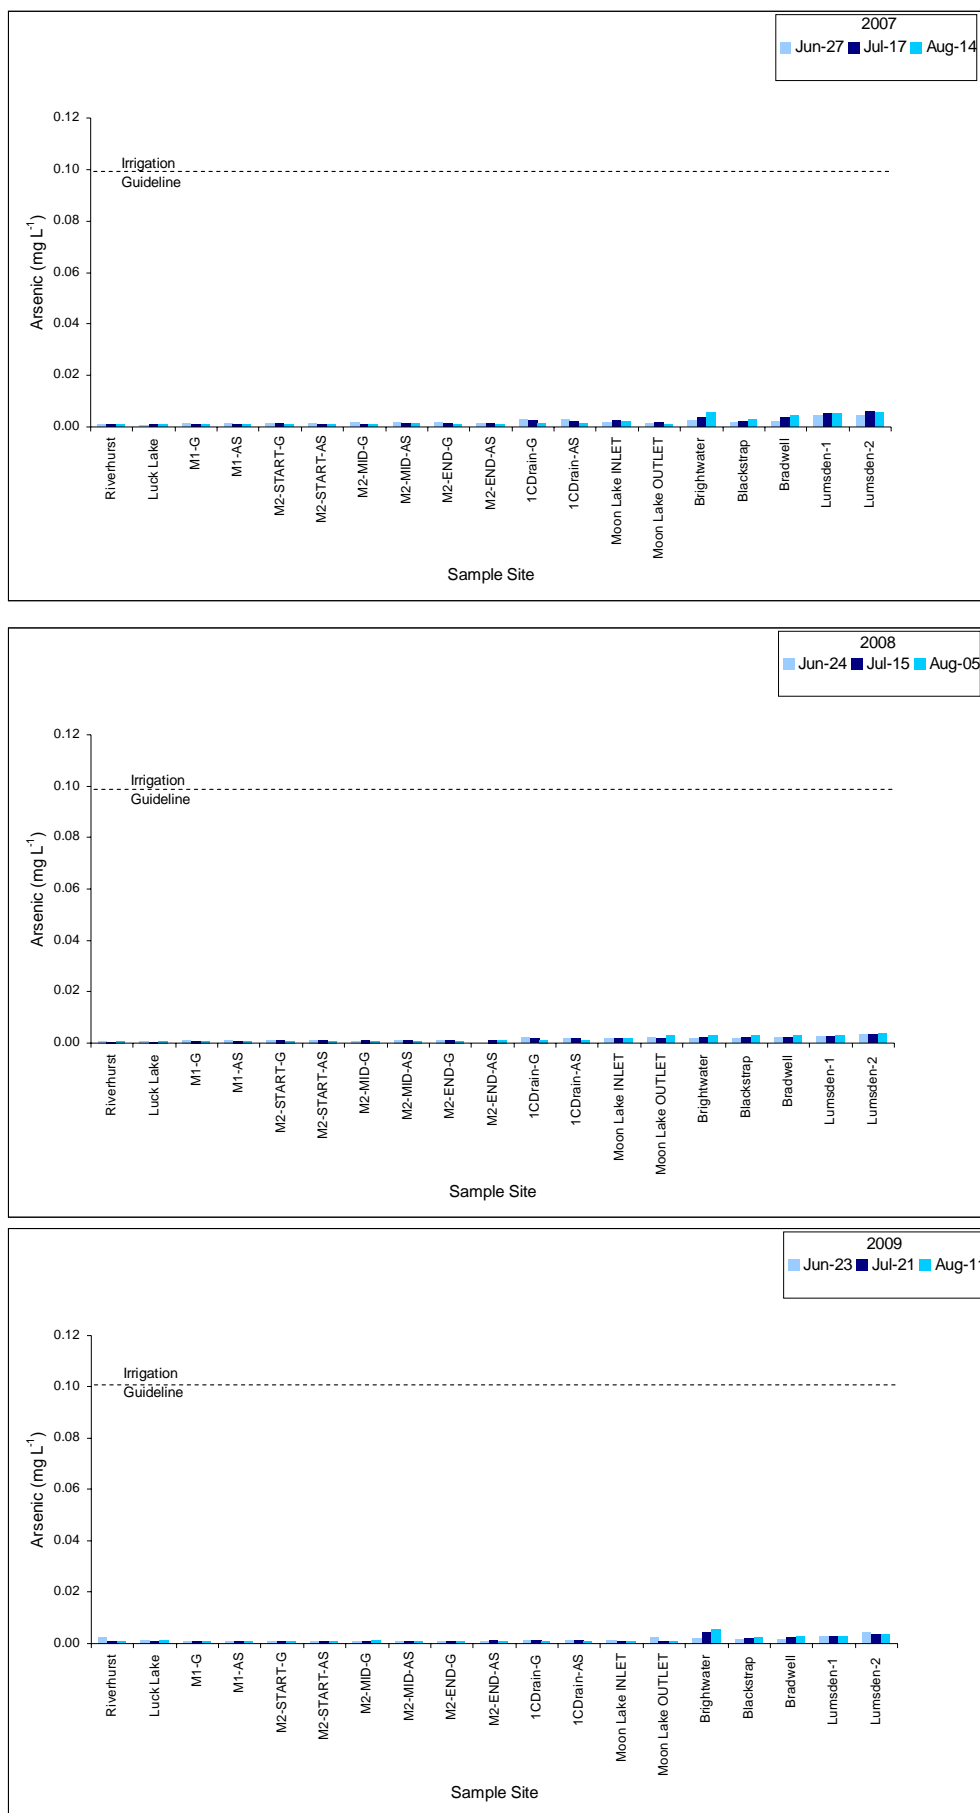 2007
Jun-27 Jul-17 Aug-14
0.12
0.10
0.08
0.06
0.04
0.02
0.00
Irrigation
Guideline
Arsenic (mg L-1)
Riverhurst
Luck Lake
M1-G
M1-AS
M2-START-G
M2-START-AS
M2-MID-G
M2-MID-AS
M2-END-G
M2-END-AS
1CDrain-G
1CDrain-AS
Moon Lake INLET
Moon Lake OUTLET
Brightwater
Blackstrap
Bradwell
Lumsden-1
Lumsden-2
Sample Site
2008
Jun-24 Jul-15 Aug-05
0.12
0.10
0.08
0.06
0.04
0.02
0.00
Irrigation
Guideline
Arsenic (mg L-1)
Riverhurst
Luck Lake
M1-G
M1-AS
M2-START-G
M2-START-AS
M2-MID-G
M2-MID-AS
M2-END-G
M2-END-AS
1CDrain-G
1CDrain-AS
Moon Lake INLET
Moon Lake OUTLET
Brightwater
Blackstrap
Bradwell
Lumsden-1
Lumsden-2
Sample Site
2009
Jun-23 Jul-21 Aug-11
0.12
0.10
0.08
0.06
0.04
0.02
0.00
Irrigation
Guideline
Arsenic (mg L-1)
Riverhurst
Luck Lake
M1-G
M1-AS
M2-START-G
M2-START-AS
M2-MID-G
M2-MID-AS
M2-END-G
M2-END-AS
1CDrain-G
1CDrain-AS
Moon Lake INLET
Moon Lake OUTLET
Brightwater
Blackstrap
Bradwell
Lumsden-1
Lumsden-2
Sample Site